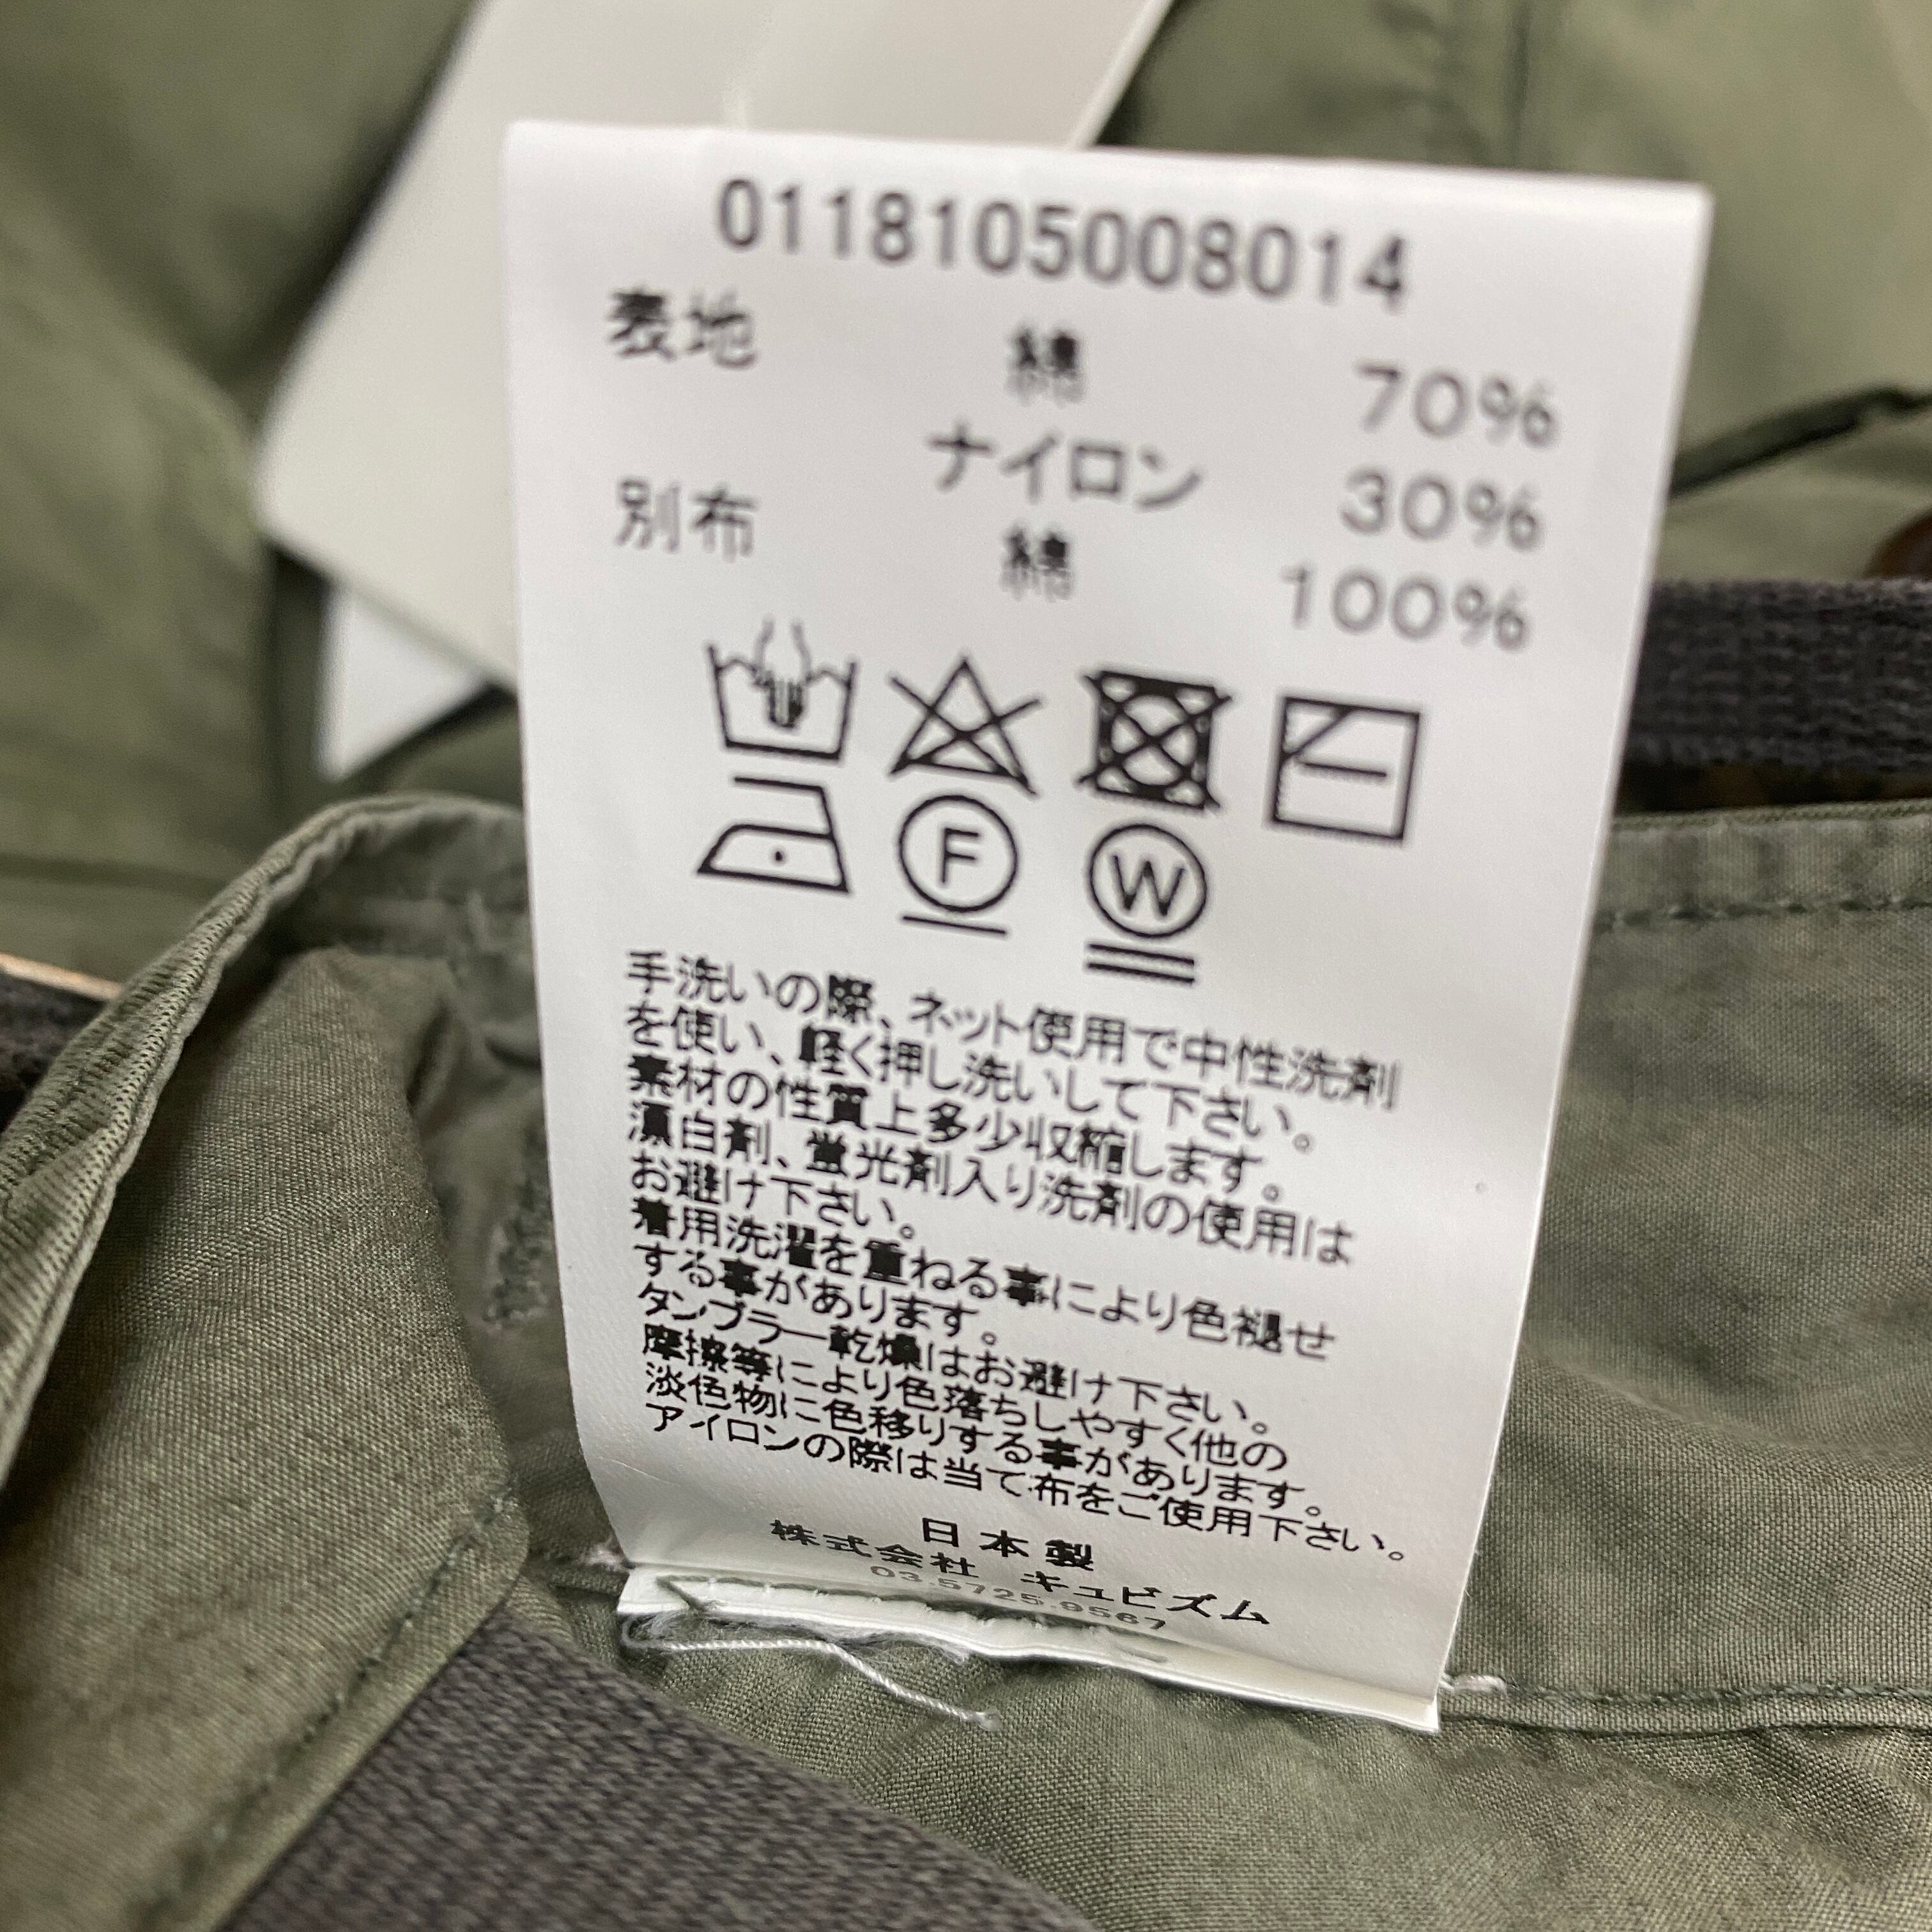 0118105008014
表地 綿 70%
ナイロン 30%
別布 綿 100%
F W
手洗いの際、ネット使用で中性洗剤
を使い、軽く押し洗いして下さい。
素材の性質上多少収縮します。
漂白剤、蛍光剤入り洗剤の使用は
お避け下さい。
着用洗濯を重ねる事により色褪せ
する事があります。
タンブラー乾燥はお避け下さい。
摩擦等により色落ちしやすく他の
淡色物に色移りする事があります。
アイロンの際は当て布をご使用下さい。
日本製
株式会社 キュビズム
03.5725.9567